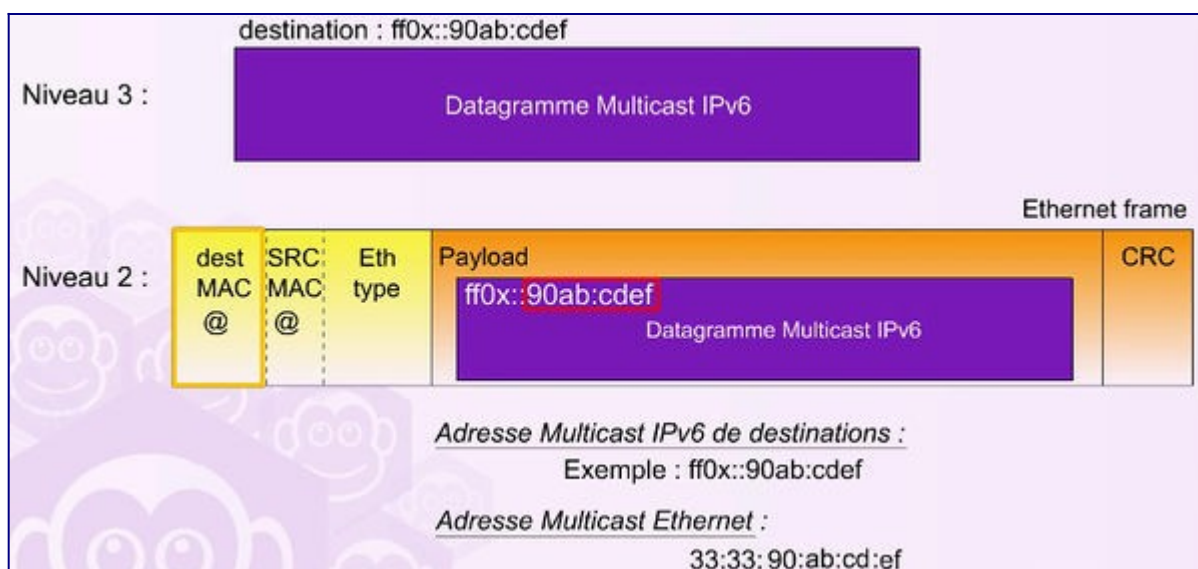 destination : ff0x::90ab:cdef
Niveau 3 :
Datagramme Multicast IPv6
Ethernet frame
Niveau 2 :
dest MAC @
SRC MAC @
Eth type
Payload
CRC
ff0x::90ab:cdef
Datagramme Multicast IPv6
Adresse Multicast IPv6 de destinations :
Exemple : ff0x::90ab:cdef
Adresse Multicast Ethernet :
33:33: 90:ab:cd:ef